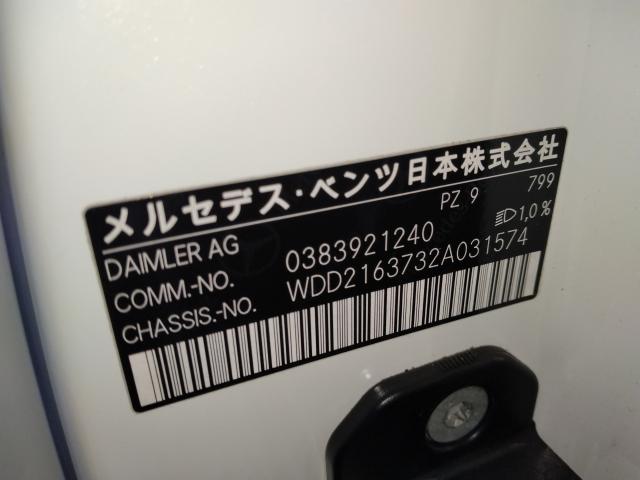 メルセデス・ベンツ日本株式会社
DAIMLER AG PZ 9 799
COMM.-NO. 0383921240 1,0%
CHASSIS.-NO. WDD2163732A031574